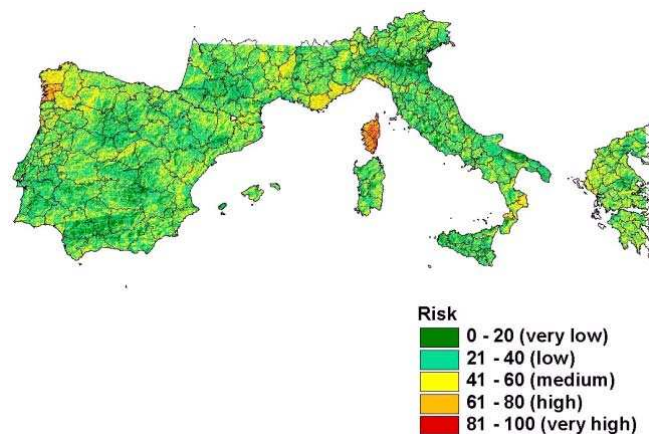 Risk
0 - 20 (very low)
21 - 40 (low)
41 - 60 (medium)
61 - 80 (high)
81 - 100 (very high)